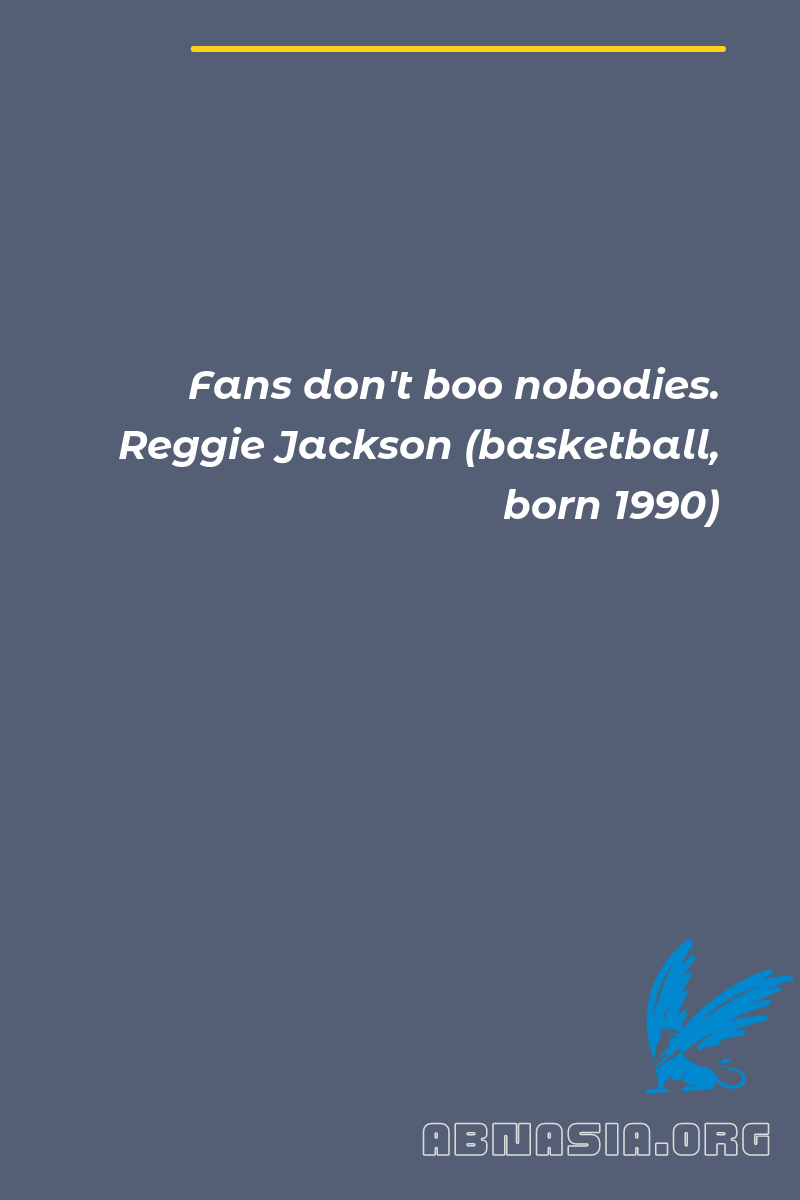 Fans don't boo nobodies.
Reggie Jackson (basketball,
born 1990)
ABNASIA.ORG